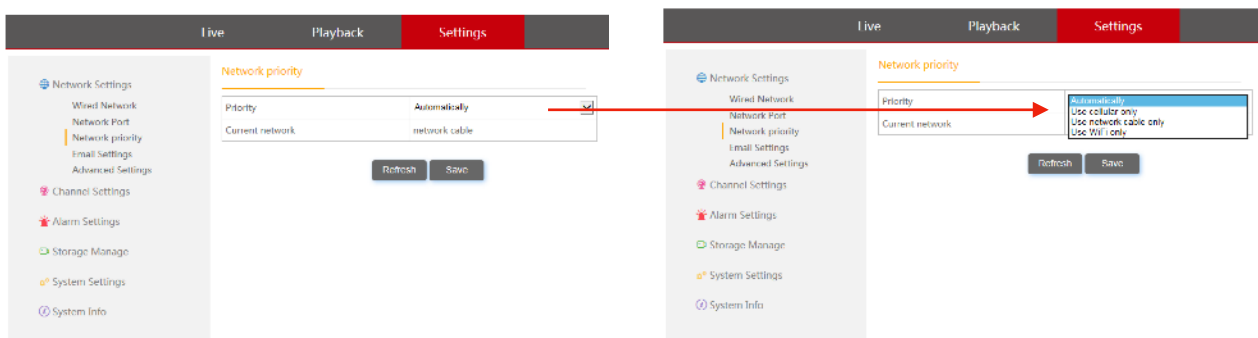 Live Playback Settings
Network Settings
Wired Network
Network Port
Network priority
Email Settings
Advanced Settings
Channel Settings
Alarm Settings
Storage Manage
System Settings
System Info
Network priority
Priority Automatically
Current network network cable
Refresh Save
Live Playback Settings
Network Settings
Wired Network
Network Port
Network priority
Email Settings
Advanced Settings
Channel Settings
Alarm Settings
Storage Manage
System Settings
System Info
Network priority
Priority
Automatically
Use cellular only
Use network cable only
Use WiFi only
Current network
Refresh Save